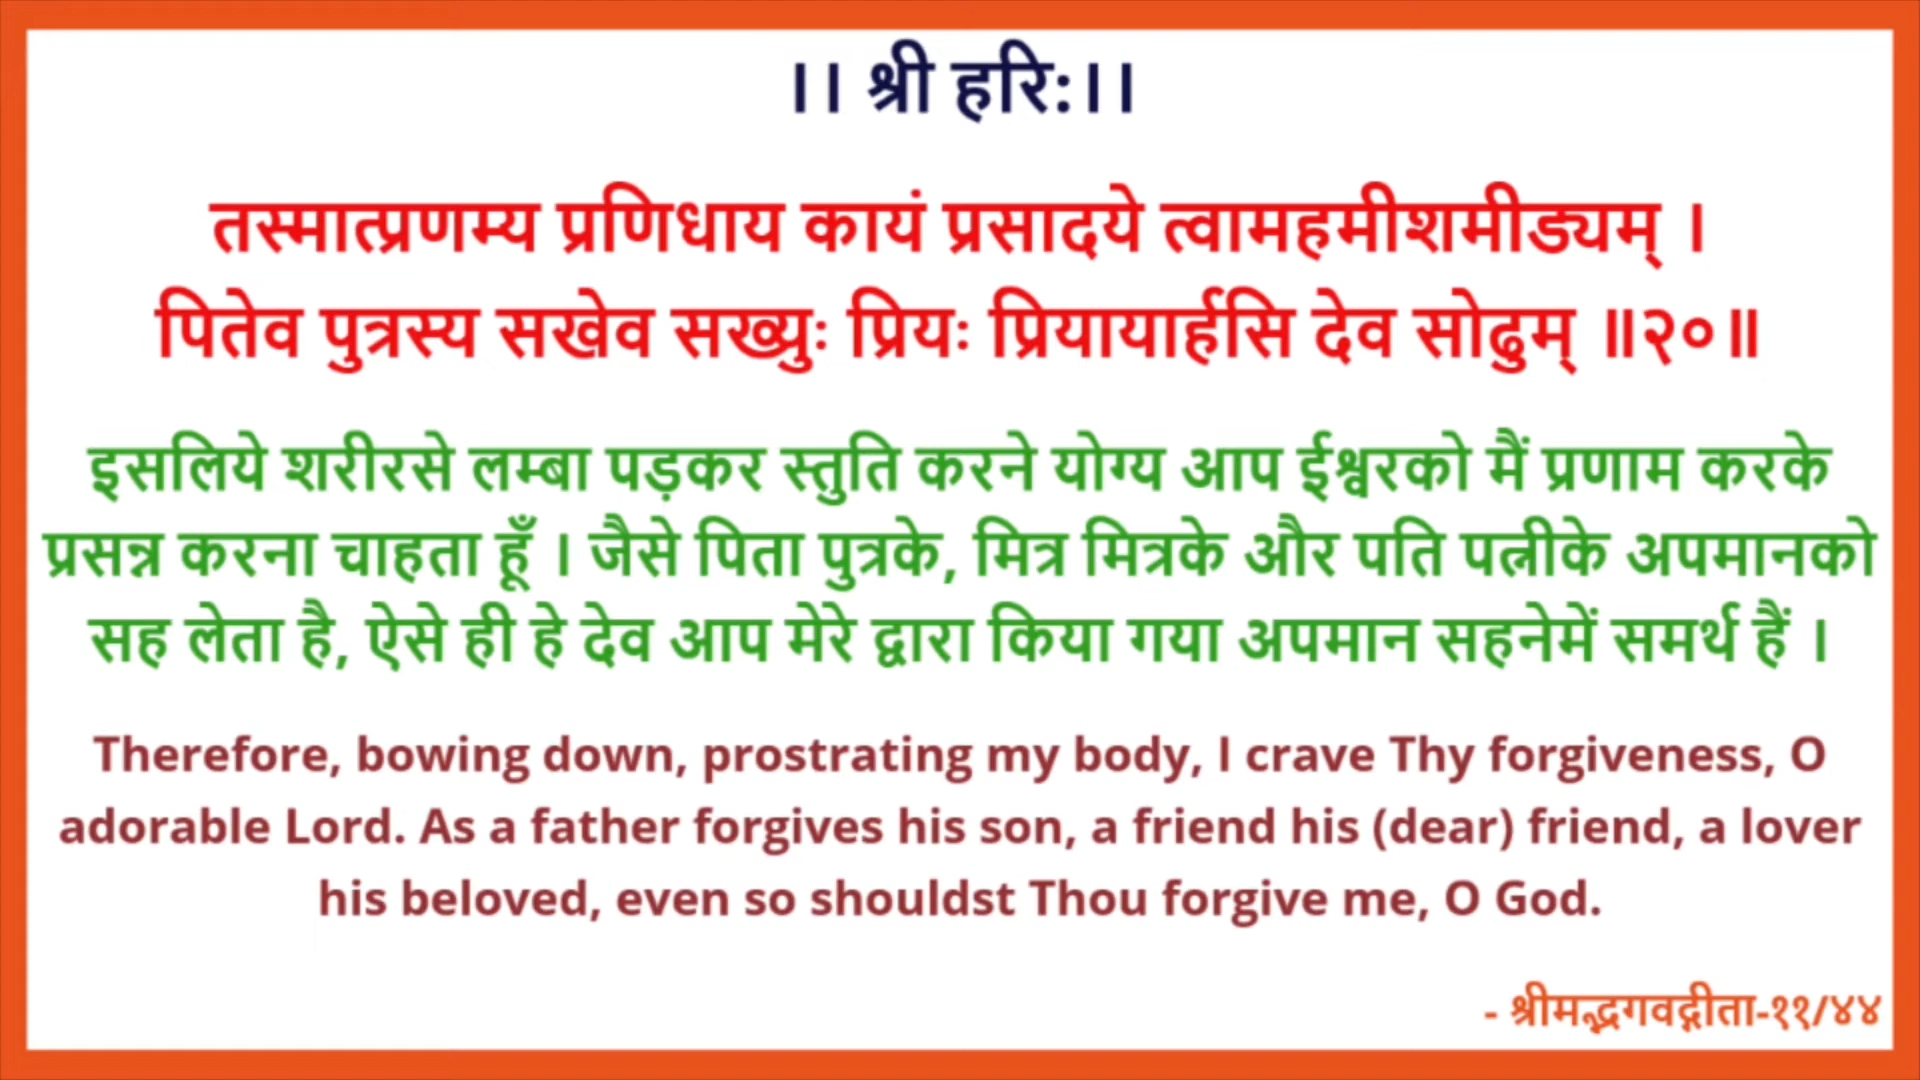 ।। श्री हरि:।।
तस्मात्प्रणम्य प्रणिधाय कायं प्रसादये त्वामहमीशमीड्यम् ।
पितेव पुत्रस्य सखेव सख्युः प्रियः प्रियायार्हसि देव सोढुम् ॥२०॥
इसलिये शरीरसे लम्बा पड़कर स्तुति करने योग्य आप ईश्वरको मैं प्रणाम करके
प्रसन्न करना चाहता हूँ । जैसे पिता पुत्रके, मित्र मित्रके और पति पत्नीके अपमानको
सह लेता है, ऐसे ही हे देव आप मेरे द्वारा किया गया अपमान सहनेमें समर्थ हैं ।
Therefore, bowing down, prostrating my body, I crave Thy forgiveness, O
adorable Lord. As a father forgives his son, a friend his (dear) friend, a lover
his beloved, even so shouldst Thou forgive me, O God.
- श्रीमद्भगवद्गीता-११/४४